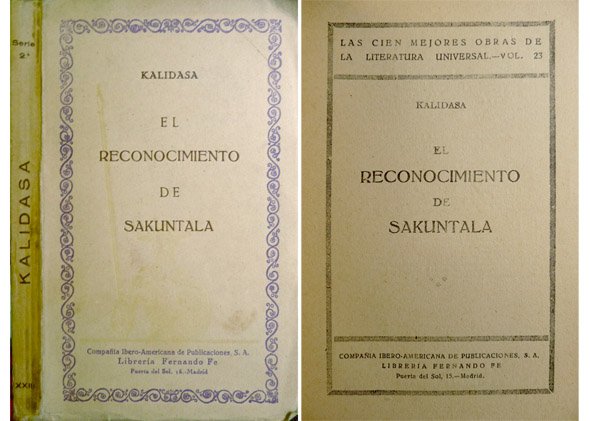 Serie
2ª
KALIDASA
XXIII
KALIDASA
EL
RECONOCIMIENTO
DE
SAKUNTALA
Compañía Ibero-Americana de Publicaciones, S. A.
Librería Fernando Fe
Puerta del Sol, 15.-Madrid
LAS CIEN MEJORES OBRAS DE
LA LITERATURA UNIVERSAL.—VOL. 23
KALIDASA
EL
RECONOCIMIENTO
DE
SAKUNTALA
COMPAÑÍA IBERO-AMERICANA DE PUBLICACIONES, S. A.
LIBRERÍA FERNANDO FE
Puerta del Sol, 15.—Madrid.